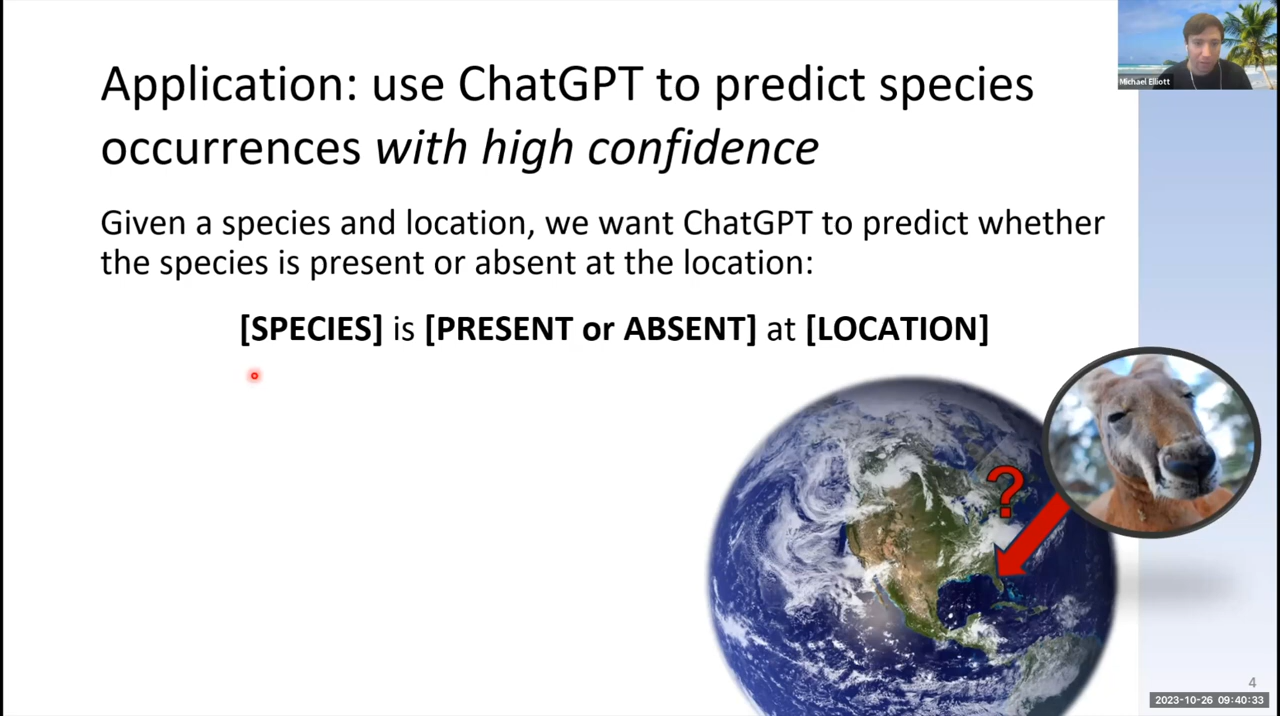 Application: use ChatGPT to predict species
occurrences with high confidence
Given a species and location, we want ChatGPT to predict whether
the species is present or absent at the location:
[SPECIES] is [PRESENT or ABSENT] at [LOCATION]
?
Michael Elliott
4
2023-10-26 09:40:33